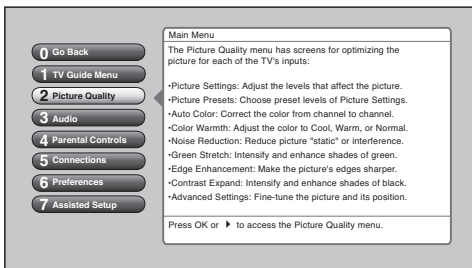 0 Go Back
1 TV Guide Menu
2 Picture Quality
3 Audio
4 Parental Controls
5 Connections
6 Preferences
7 Assisted Setup
Main Menu
The Picture Quality menu has screens for optimizing the
picture for each of the TV's inputs:
•Picture Settings: Adjust the levels that affect the picture.
•Picture Presets: Choose preset levels of Picture Settings.
•Auto Color: Correct the color from channel to channel.
•Color Warmth: Adjust the color to Cool, Warm, or Normal.
•Noise Reduction: Reduce picture "static" or interference.
•Green Stretch: Intensify and enhance shades of green.
•Edge Enhancement: Make the picture's edges sharper.
•Contrast Expand: Intensify and enhance shades of black.
•Advanced Settings: Fine-tune the picture and its position.
Press OK or ▶ to access the Picture Quality menu.